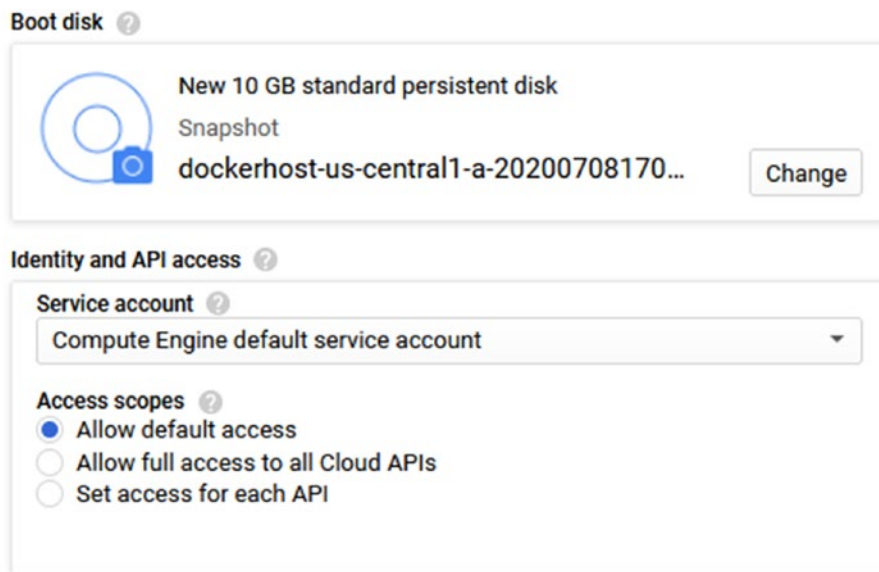 Boot disk
New 10 GB standard persistent disk
Snapshot
dockerhost-us-central1-a-20200708170...
Change
Identity and API access
Service account
Compute Engine default service account
Access scopes
Allow default access
Allow full access to all Cloud APIs
Set access for each API